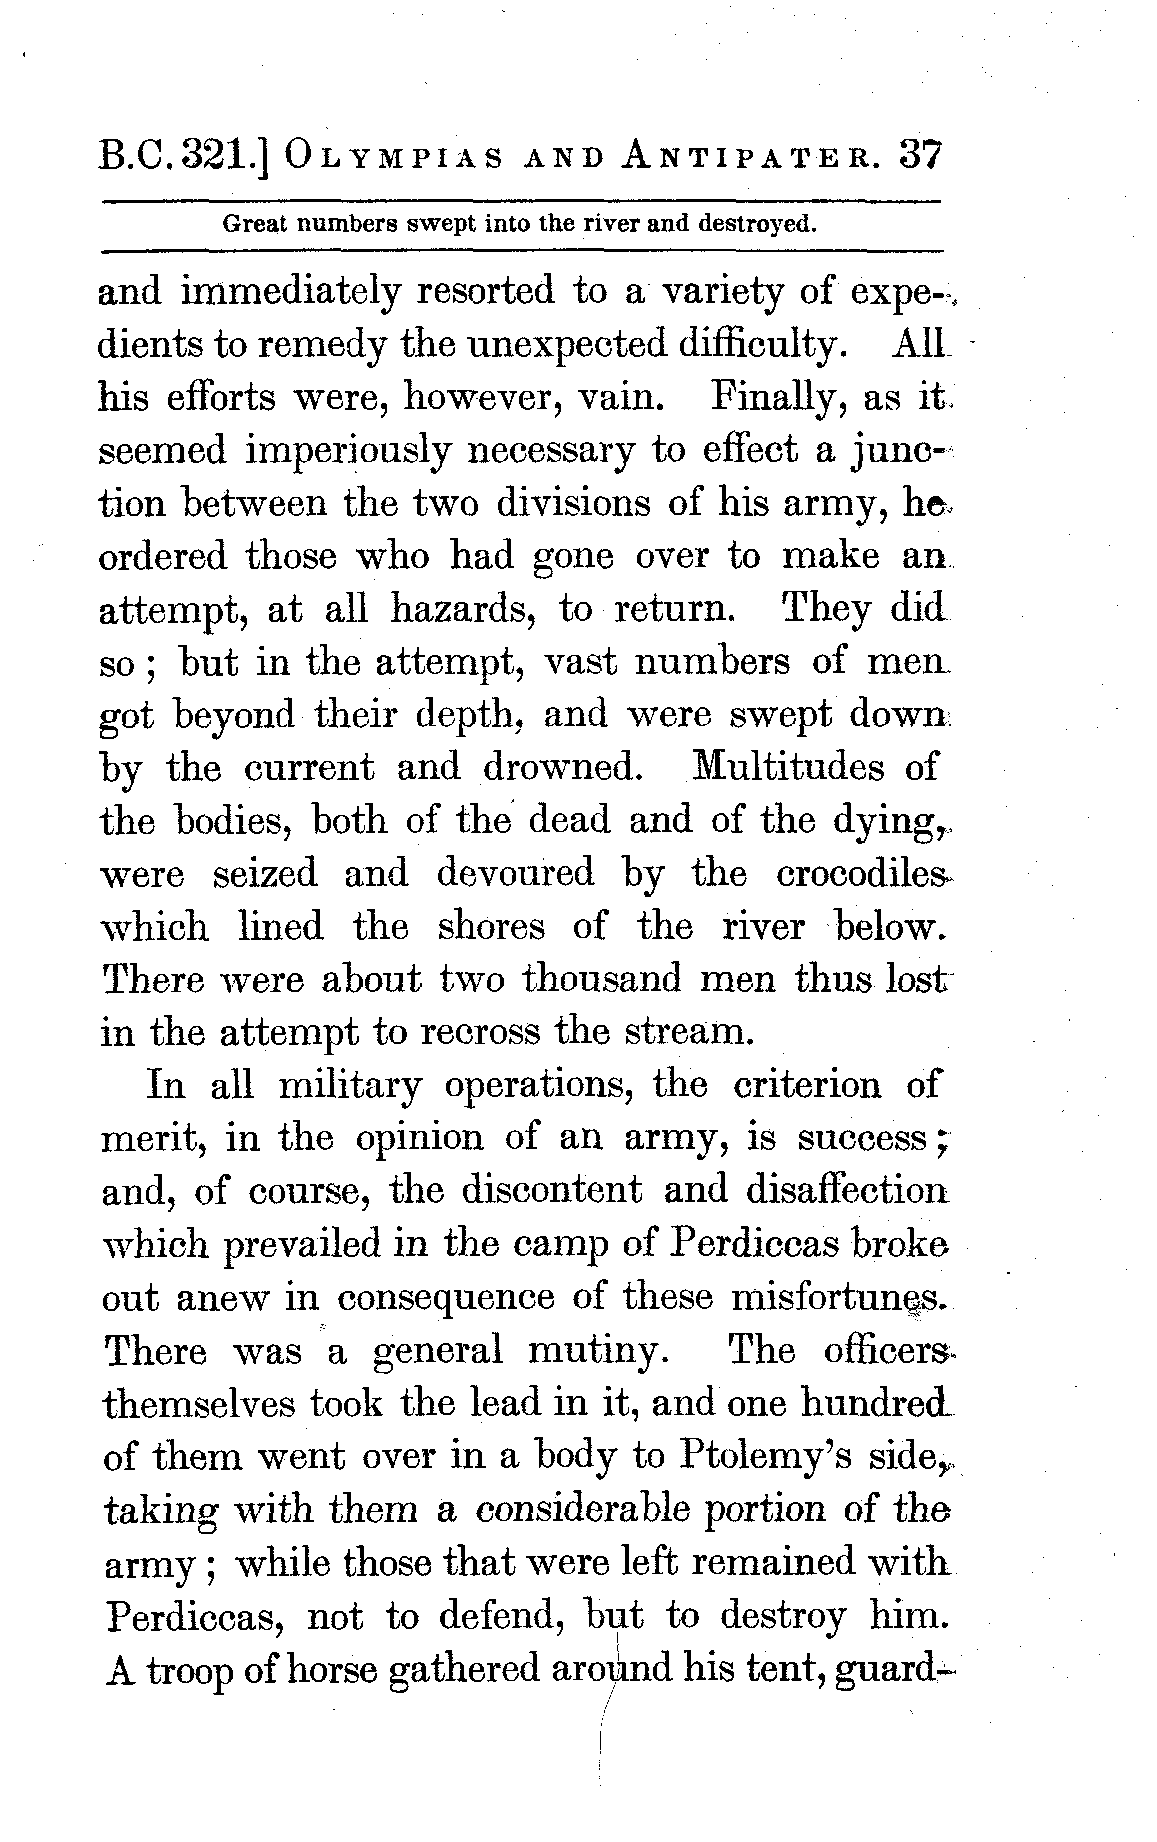 B.C. 321.] OLYMPIAS AND ANTIPATER. 37
Great numbers swept into the river and destroyed.
and immediately resorted to a variety of expe-
dients to remedy the unexpected difficulty. All
his efforts were, however, vain. Finally, as it
seemed imperiously necessary to effect a junc-
tion between the two divisions of his army, he
ordered those who had gone over to make an
attempt, at all hazards, to return. They did
so ; but in the attempt, vast numbers of men
got beyond their depth, and were swept down
by the current and drowned. Multitudes of
the bodies, both of the dead and of the dying,
were seized and devoured by the crocodiles
which lined the shores of the river below.
There were about two thousand men thus lost
in the attempt to recross the stream.
In all military operations, the criterion of
merit, in the opinion of an army, is success ;
and, of course, the discontent and disaffection
which prevailed in the camp of Perdiccas broke
out anew in consequence of these misfortunes.
There was a general mutiny. The officers
themselves took the lead in it, and one hundred
of them went over in a body to Ptolemy's side,
taking with them a considerable portion of the
army ; while those that were left remained with
Perdiccas, not to defend, but to destroy him.
A troop of horse gathered around his tent, guard-